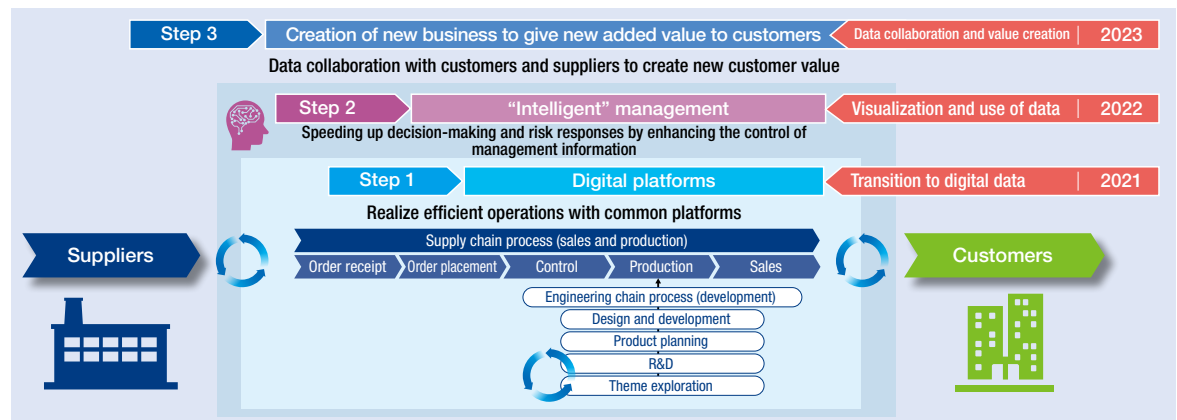 Step 3
Creation of new business to give new added value to customers
Data collaboration and value creation | 2023
Data collaboration with customers and suppliers to create new customer value
Step 2
“Intelligent” management
Visualization and use of data | 2022
Speeding up decision-making and risk responses by enhancing the control of
management information
Step 1
Digital platforms
Transition to digital data | 2021
Realize efficient operations with common platforms
Suppliers
Supply chain process (sales and production)
Customers
Order receipt
Order placement
Control
Production
Sales
Engineering chain process (development)
Design and development
Product planning
R&D
Theme exploration